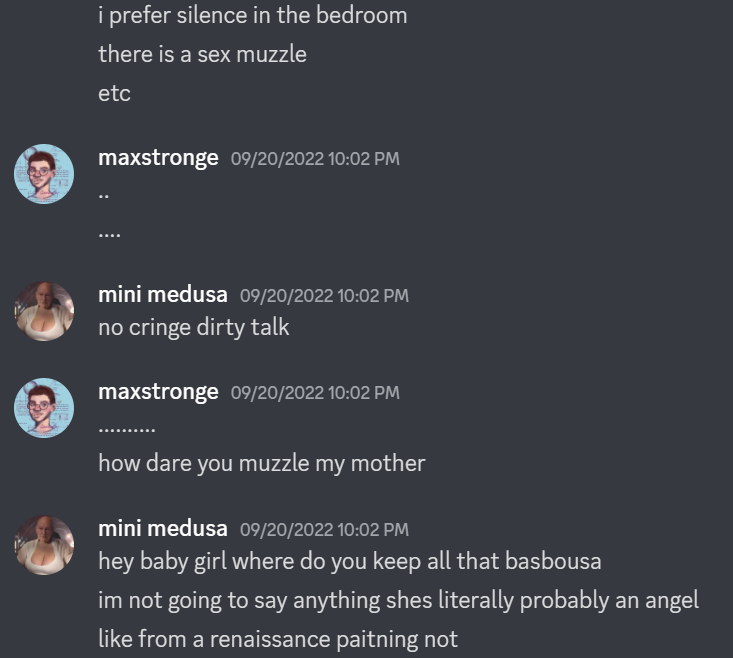 i prefer silence in the bedroom
there is a sex muzzle
etc
maxstronge 09/20/2022 10:02 PM
..
....
mini medusa 09/20/2022 10:02 PM
no cringe dirty talk
maxstronge 09/20/2022 10:02 PM
..........
how dare you muzzle my mother
mini medusa 09/20/2022 10:02 PM
hey baby girl where do you keep all that basbousa
im not going to say anything shes literally probably an angel
like from a renaissance paitning not